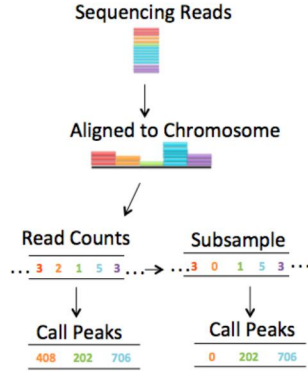 Sequencing Reads
Aligned to Chromosome
Read Counts
... 3 2 1 5 3 ...
Subsample
... 3 0 1 5 3 ...
Call Peaks
408 202 706
Call Peaks
0 202 706